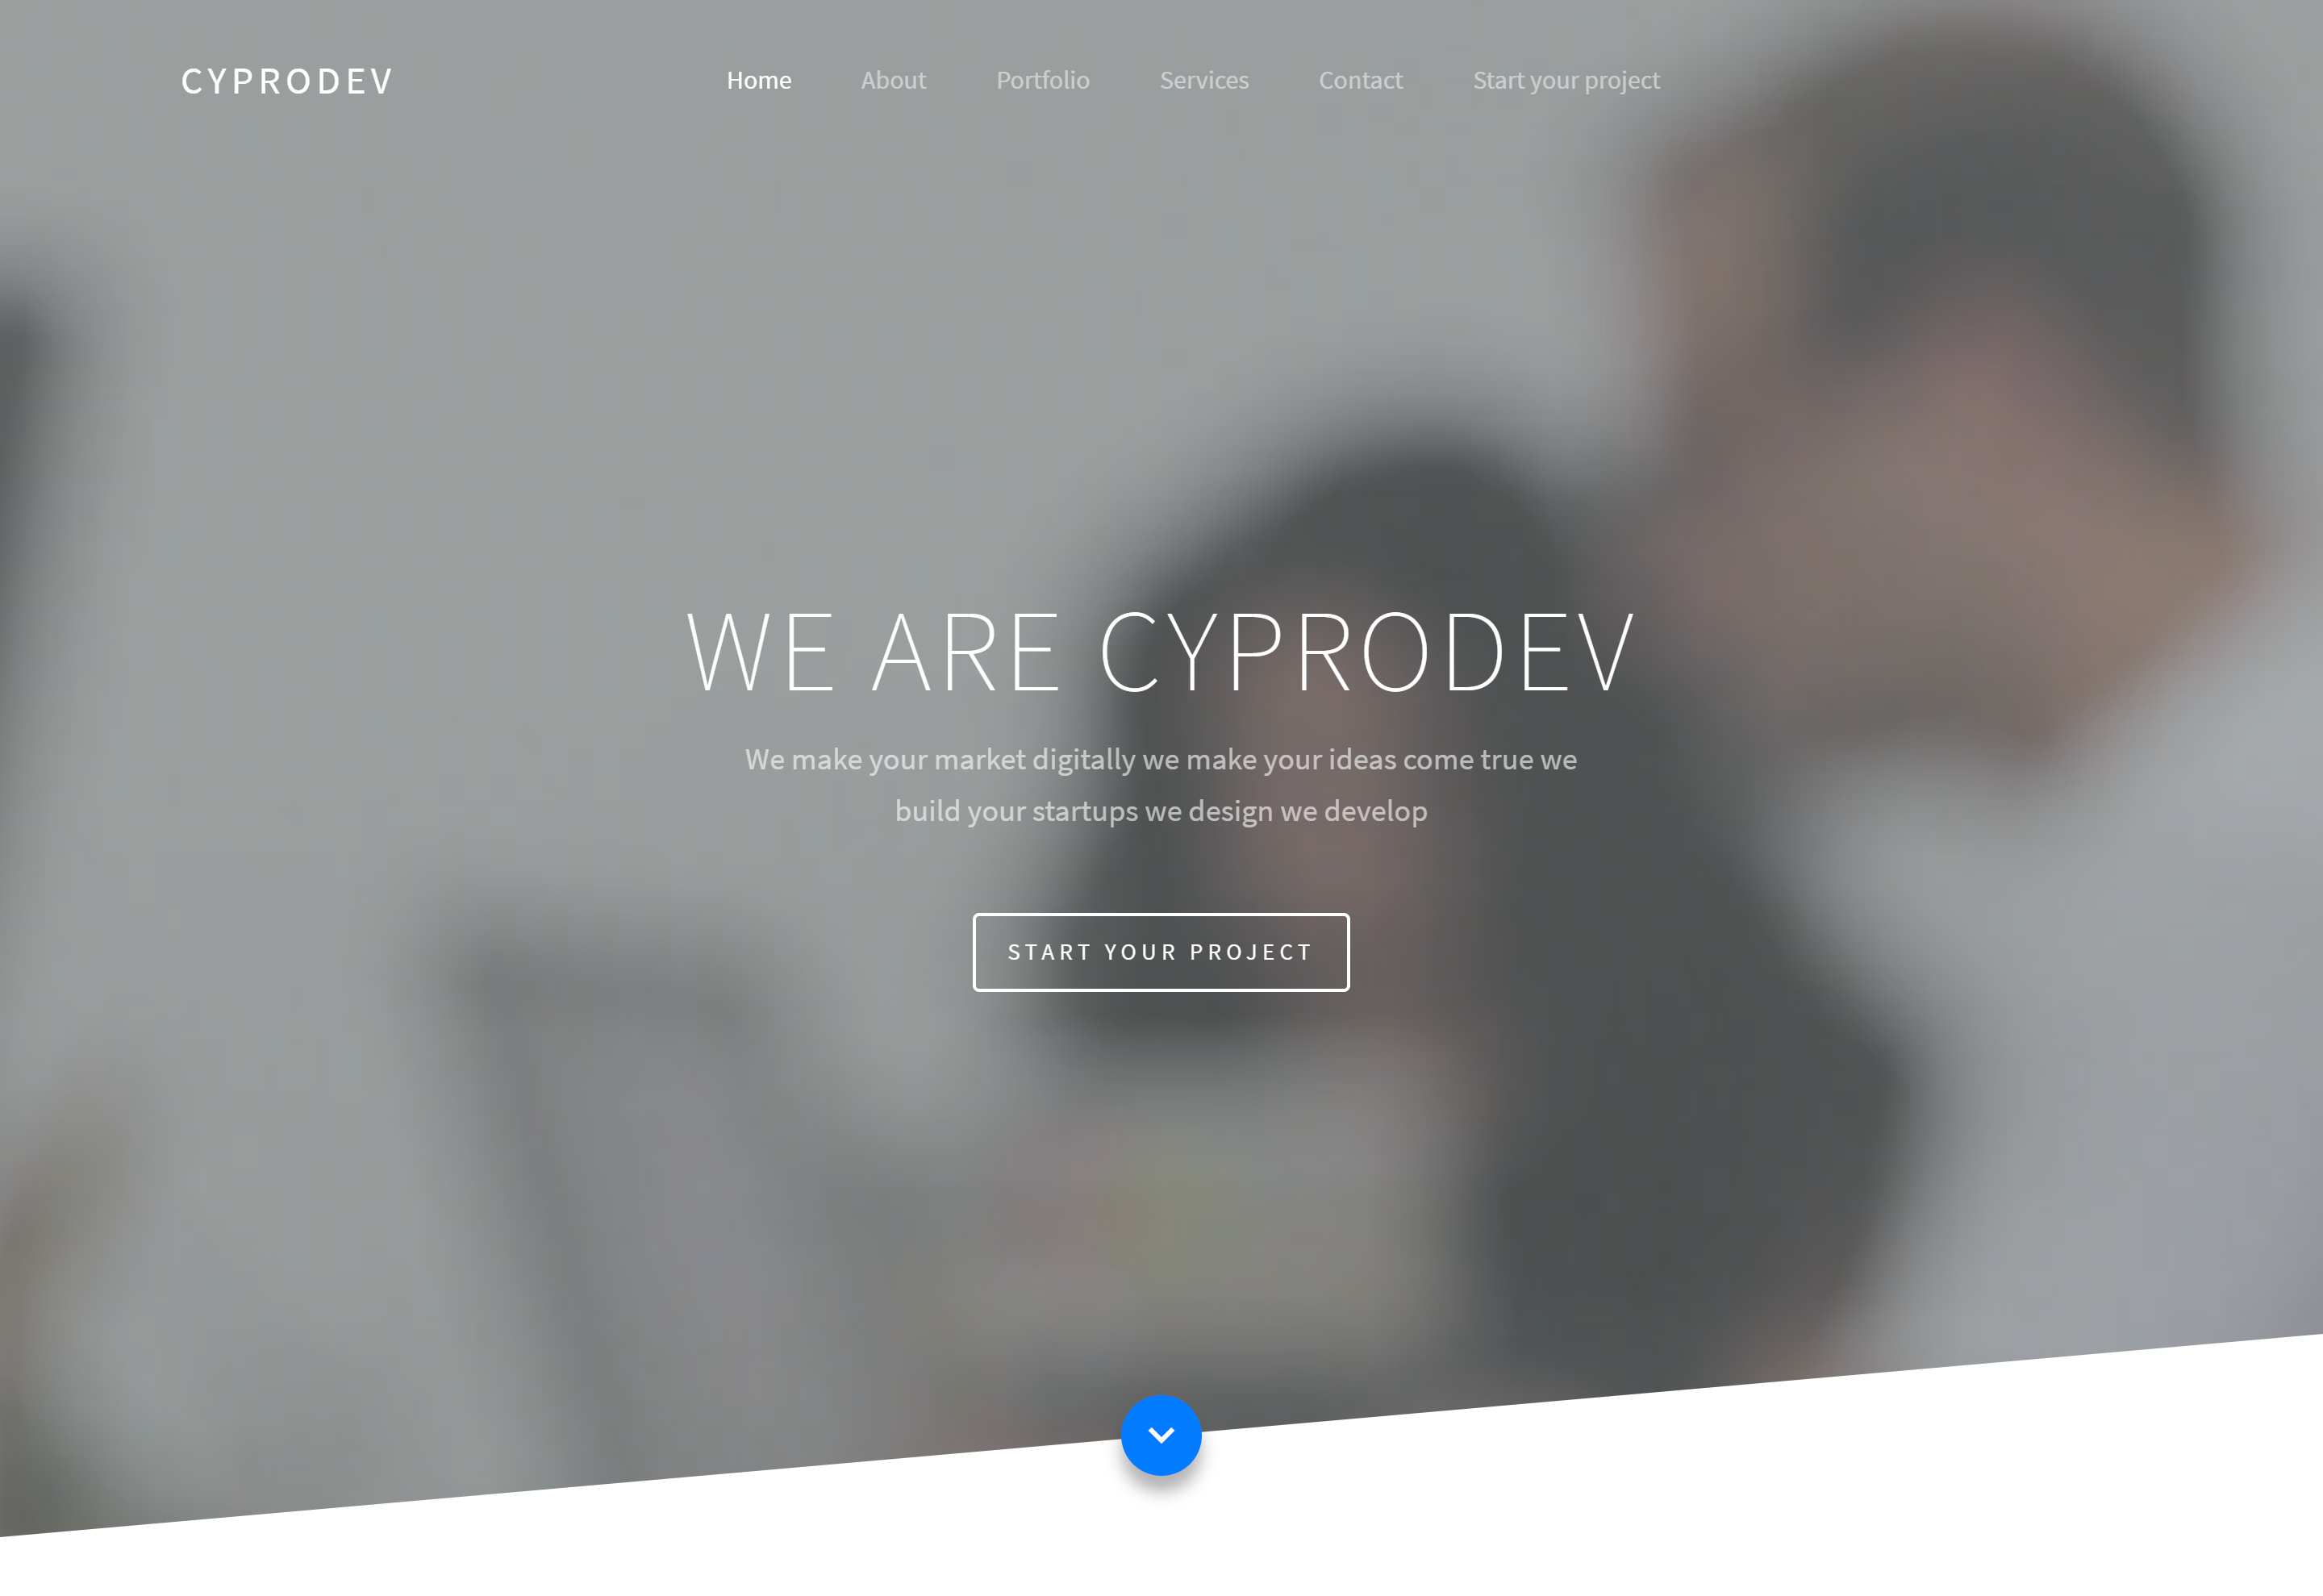 CYPRODEV
Home About Portfolio Services Contact Start your project
WE ARE CYPRODEV
We make your market digitally we make your ideas come true we
build your startups we design we develop
START YOUR PROJECT